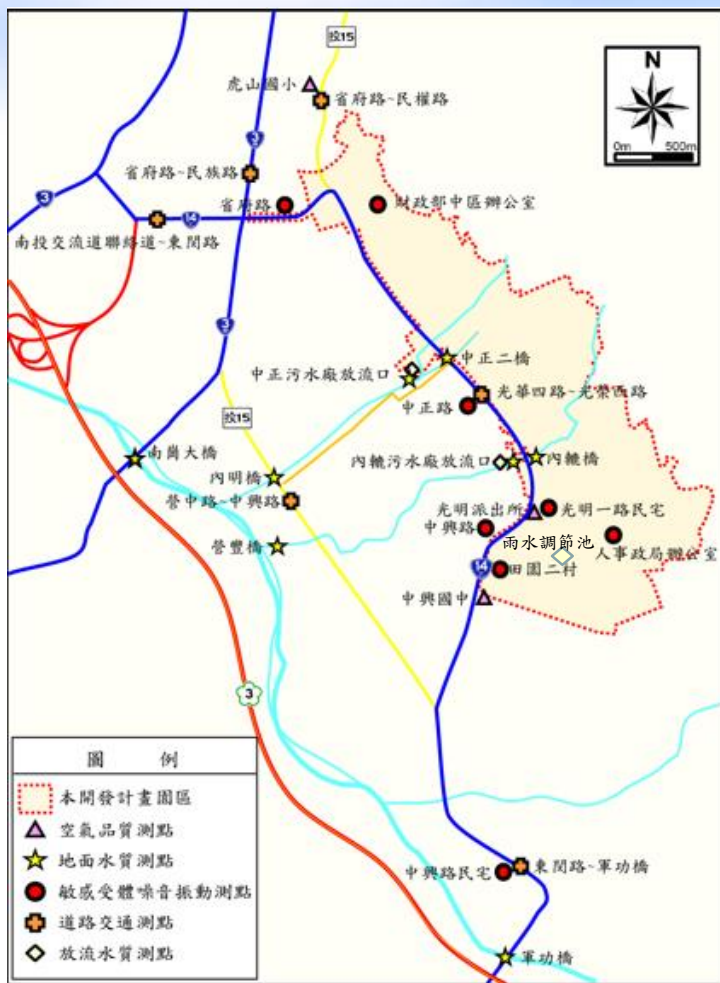 投15
N
0m 500m
虎山國小
省府路~民權路
3
省府路~民族路
3
省府路
財政部中區辦公室
14
南投交流道聯絡道~東閔路
3
中正二橋
中正污水廠放流口
光華四路~光榮西路
中正路
投15
南崗大橋
內轆污水廠放流口
內轆橋
內明橋
營中路~中興路
光明派出所
光明一路民宅
中興路
雨水調節池
營豐橋
人事政局辦公室
14
田園二村
中興國中
3
圖 例
本開發計畫園區
空氣品質測點
地面水質測點
敏感受體噪音振動測點
道路交通測點
放流水質測點
中興路民宅
東閔路~軍功橋
軍功橋